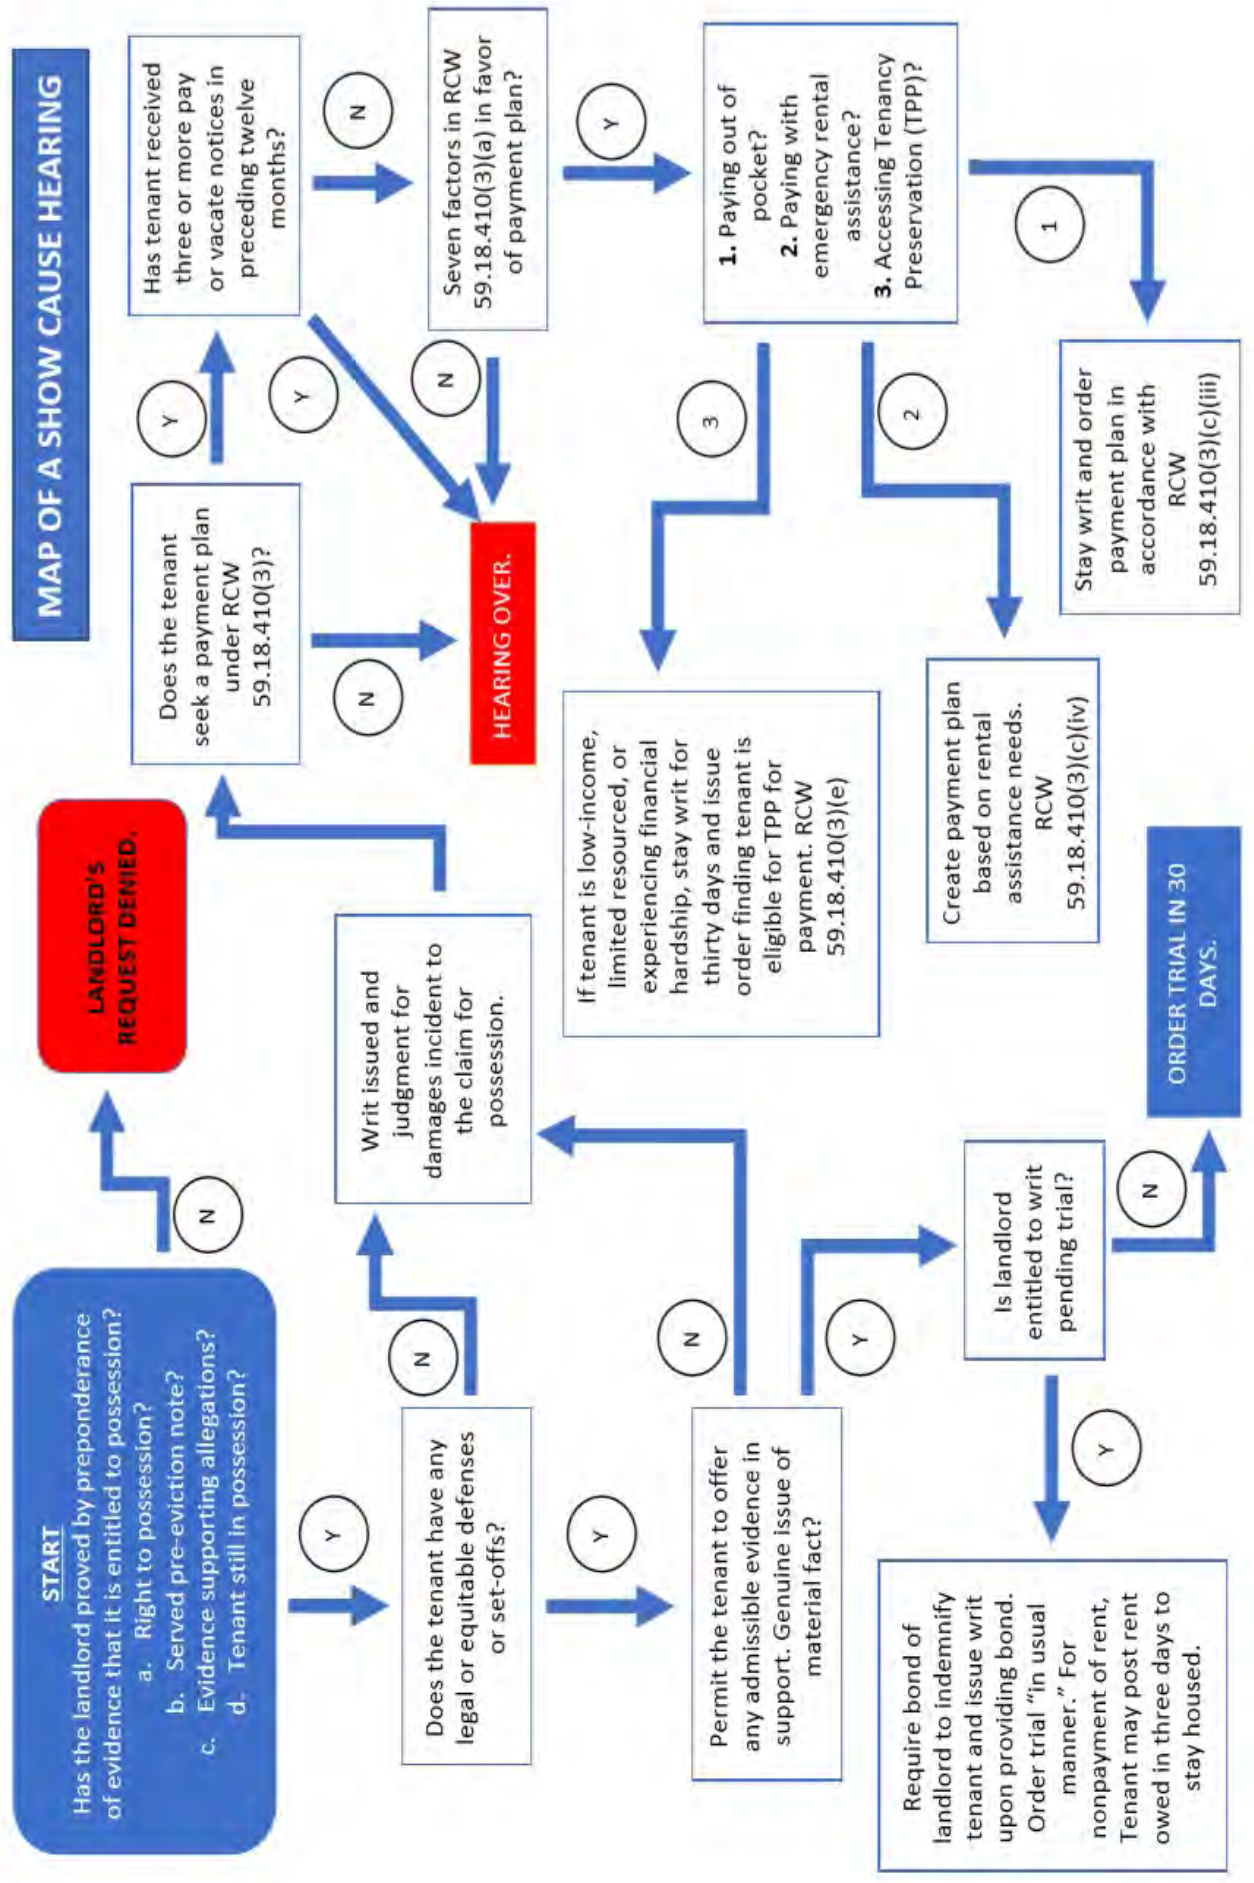 MAP OF A SHOW CAUSE HEARING
START
Has the landlord proved by preponderance
of evidence that it is entitled to possession?
a. Right to possession?
b. Served pre-eviction note?
c. Evidence supporting allegations?
d. Tenant still in possession?
N
LANDLORD'S
REQUEST DENIED.
Y
Does the tenant have any
legal or equitable defenses
or set-offs?
N
Writ issued and
judgment for
damages incident to
the claim for
possession.
Y
Permit the tenant to offer
any admissible evidence in
support. Genuine issue of
material fact?
N
Y
Is landlord
entitled to writ
pending trial?
N
ORDER TRIAL IN 30
DAYS.
Y
Require bond of
landlord to indemnify
tenant and issue writ
upon providing bond.
Order trial “in usual
manner.” For
nonpayment of rent,
Tenant may post rent
owed in three days to
stay housed.
Does the tenant
seek a payment plan
under RCW
59.18.410(3)?
N
Y
Has tenant received
three or more pay
or vacate notices in
preceding twelve
months?
Y
N
HEARING OVER.
Seven factors in RCW
59.18.410(3)(a) in favor
of payment plan?
N
Y
1. Paying out of
pocket?
2. Paying with
emergency rental
assistance?
3. Accessing Tenancy
Preservation (TPP)?
3
If tenant is low-income,
limited resourced, or
experiencing financial
hardship, stay writ for
thirty days and issue
order finding tenant is
eligible for TPP for
payment. RCW
59.18.410(3)(e)
2
Create payment plan
based on rental
assistance needs.
RCW
59.18.410(3)(c)(iv)
1
Stay writ and order
payment plan in
accordance with
RCW
59.18.410(3)(c)(iii)